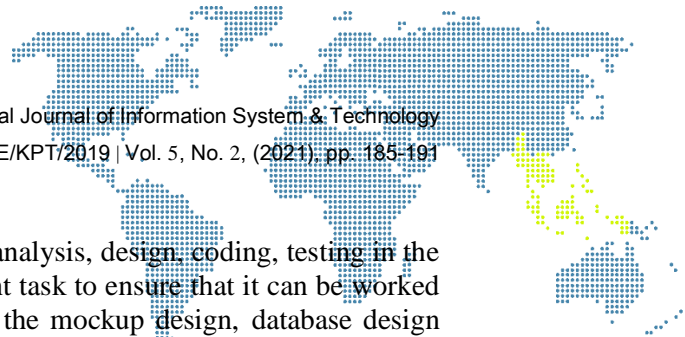 al Journal of Information System & Technology
E/KPT/2019 | Vol. 5, No. 2, (2021), pp. 185-191
analysis, design, coding, testing in the
nt task to ensure that it can be worked
the mockup design, database design